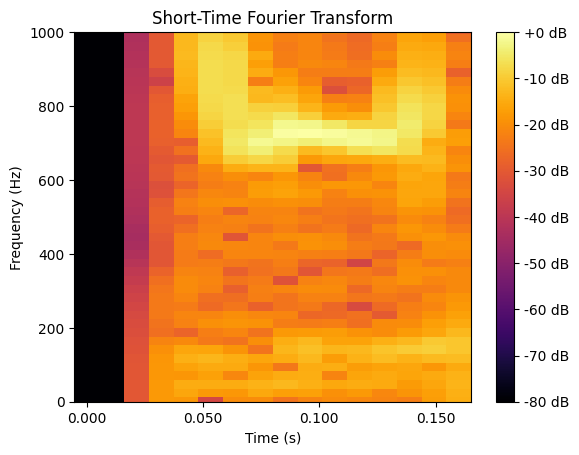 Short-Time Fourier Transform
Frequency (Hz)
1000
800
600
400
200
0
0.000
0.050
0.100
0.150
Time (s)
+0 dB
-10 dB
-20 dB
-30 dB
-40 dB
-50 dB
-60 dB
-70 dB
-80 dB